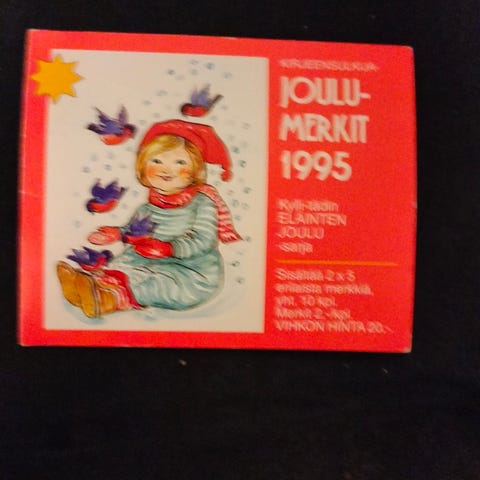 KIRJEENSULKIJA-
JOULU-
MERKIT
1995
Kylli-tädin
ELÄINTEN
JOULU
-sarja
Sisältää 2 x 5
erilaista merkkiä,
yht. 10 kpl.
Merkit 2,-/kpl.
VIHKON HINTA 20,-.